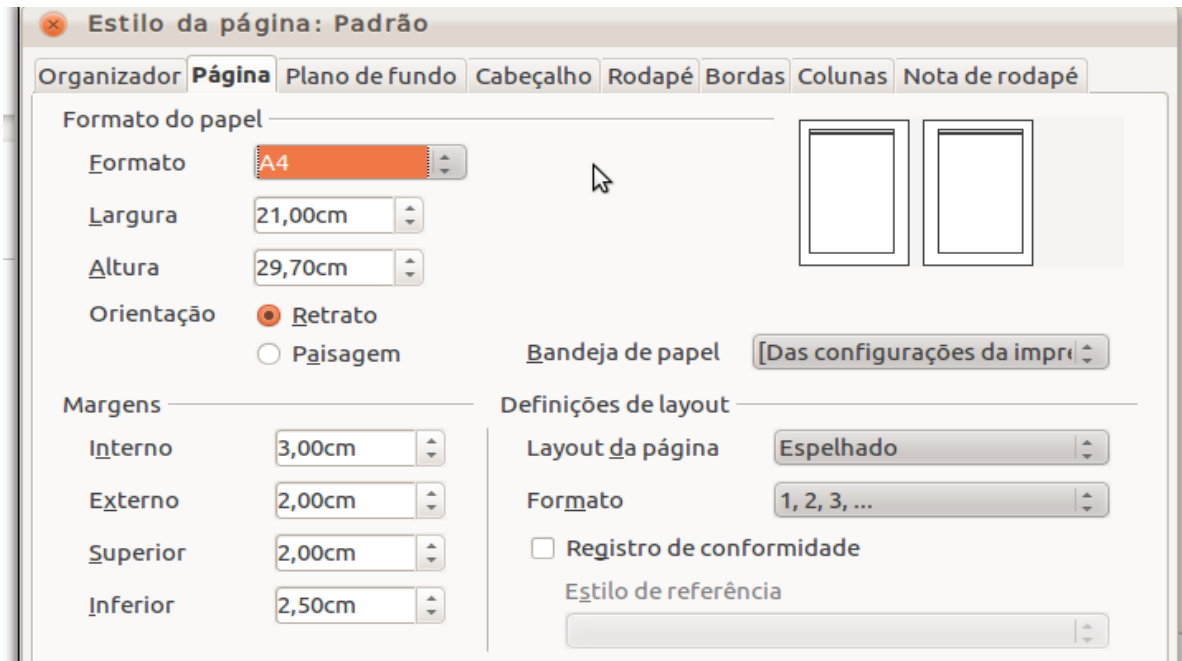 Estilo da página: Padrão
Organizador Página Plano de fundo Cabeçalho Rodapé Bordas Colunas Nota de rodapé
Formato do papel
Formato A4
Largura 21,00cm
Altura 29,70cm
Orientação Retrato
Paisagem
Bandeja de papel [Das configurações da impre
Margens
Interno 3,00cm
Externo 2,00cm
Superior 2,00cm
Inferior 2,50cm
Definições de layout
Layout da página Espelhado
Formato 1, 2, 3, ...
Registro de conformidade
Estilo de referência